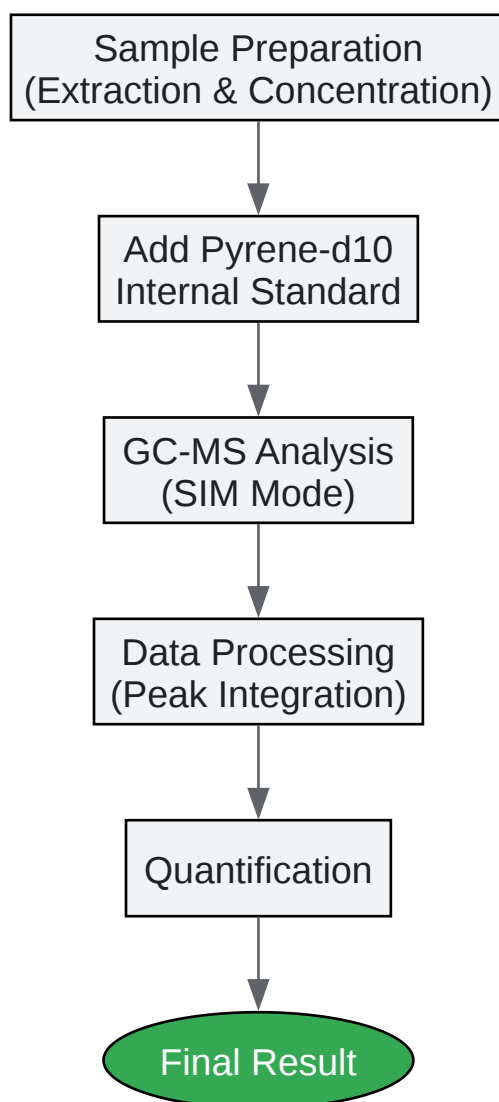 Sample Preparation
(Extraction & Concentration)
Add Pyrene-d10
Internal Standard
GC-MS Analysis
(SIM Mode)
Data Processing
(Peak Integration)
Quantification
Final Result